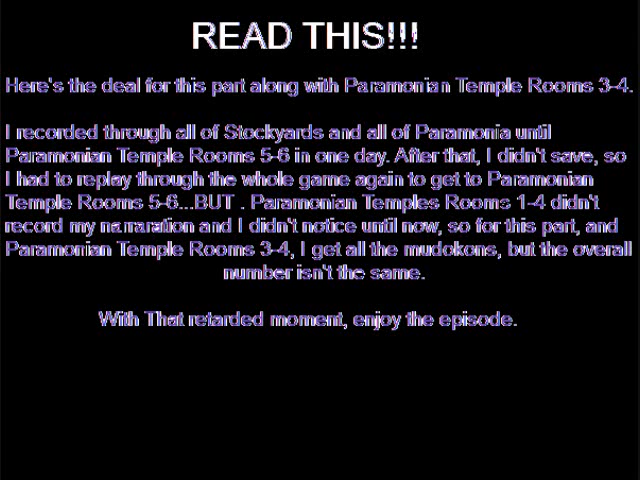 READ THIS!!!
Here's the deal for this part along with Paramonian Temple Rooms 3-4.
I recorded through all of Stockyards and all of Paramonia until
Paramonian Temple Rooms 5-6 in one day. After that, I didn't save, so
I had to replay through the whole game again to get to Paramonian
Temple Rooms 5-6...BUT . Paramonian Temples Rooms 1-4 didn't
record my narraration and I didn't notice until now, so for this part, and
Paramonian Temple Rooms 3-4, I get all the mudokons, but the overall
number isn't the same.
With That retarded moment, enjoy the episode.